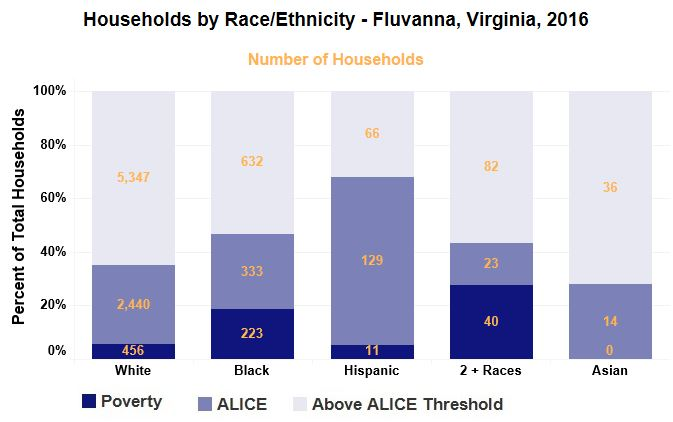 Households by Race/Ethnicity - Fluvanna, Virginia, 2016
Number of Households
Percent of Total Households
100%
80%
60%
40%
20%
0%
5,347
2,440
456
632
333
223
66
129
11
82
23
40
36
14
0
White
Black
Hispanic
2 + Races
Asian
Poverty
ALICE
Above ALICE Threshold